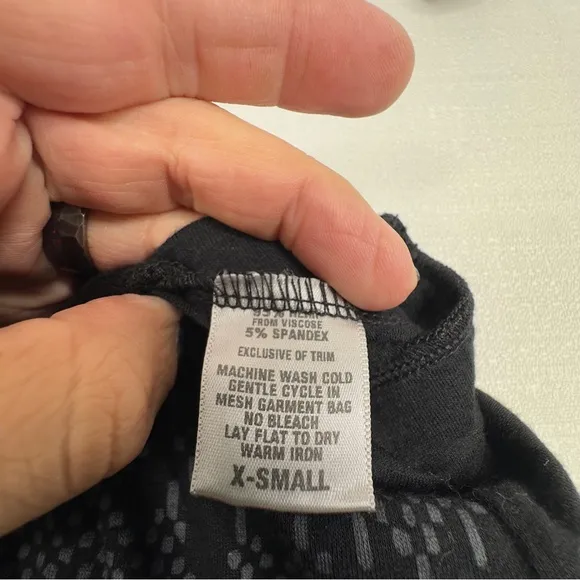 95%
FROM VISCOSE
5% SPANDEX
EXCLUSIVE OF TRIM
MACHINE WASH COLD
GENTLE CYCLE IN
MESH GARMENT BAG
NO BLEACH
LAY FLAT TO DRY
WARM IRON
X-SMALL